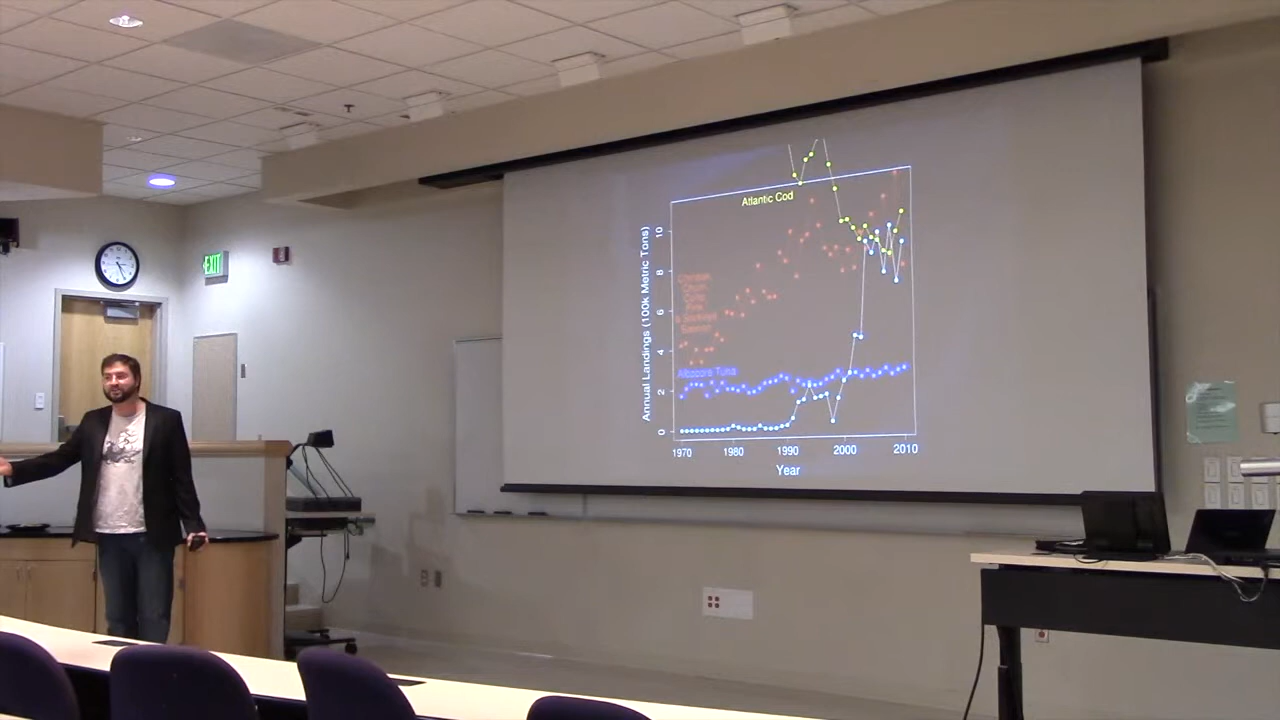 EXIT
Atlantic Cod
Annual Landings (100k Metric Tons)
10
8
6
4
2
0
Salmon
Albacore Tuna
1970
1980
1990
2000
2010
Year